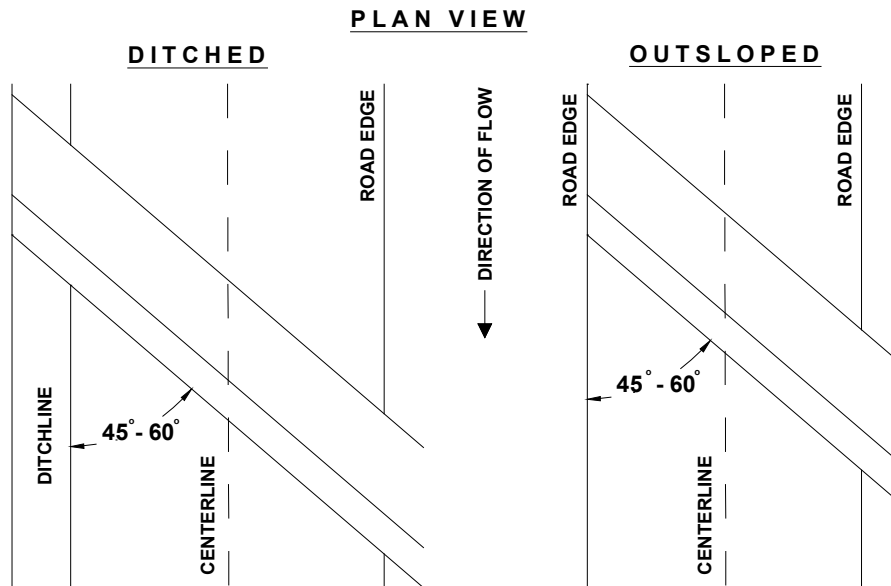 PLAN VIEW
DITCHED
OUTSLOPED
ROAD EDGE
DIRECTION OF FLOW
ROAD EDGE
ROAD EDGE
45° - 60°
45° - 60°
DITCHLINE
CENTERLINE
CENTERLINE